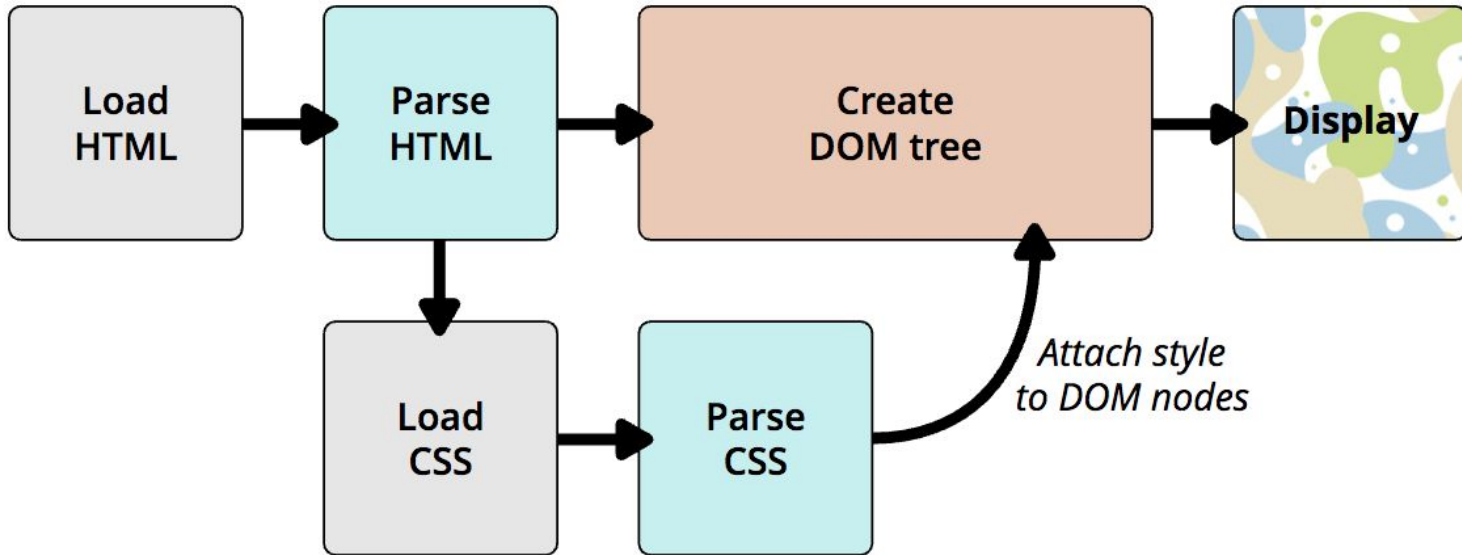 Load
HTML
Parse
HTML
Create
DOM tree
Display
Load
CSS
Parse
CSS
Attach style
to DOM nodes